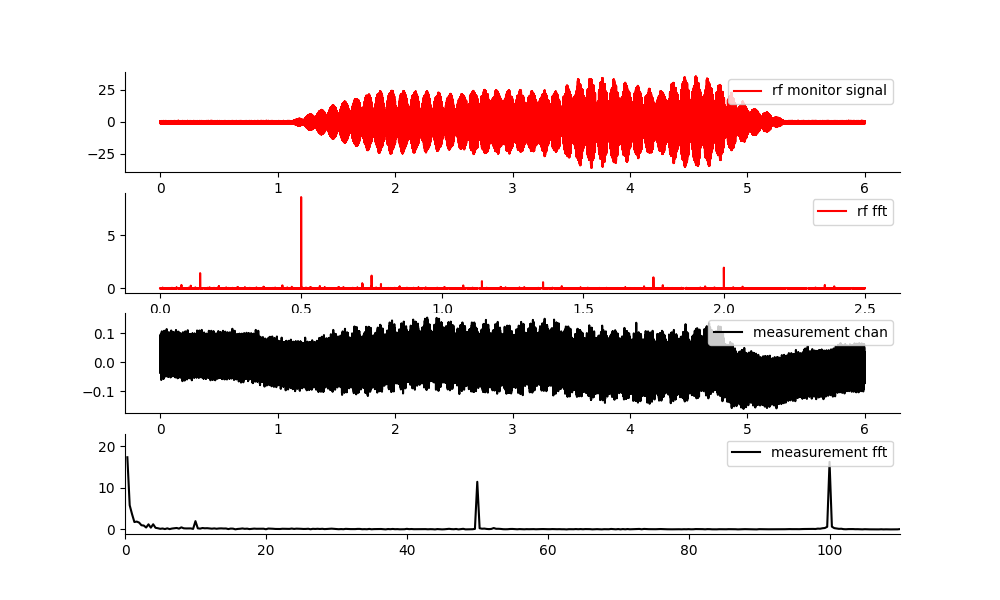 25
0
−25
rf monitor signal
0 1 2 3 4 5 6
5
0
rf fft
0.0 0.5 1.0 1.5 2.0 2.5
0.1
0.0
−0.1
measurement chan
0 1 2 3 4 5 6
20
10
0
measurement fft
0 20 40 60 80 100